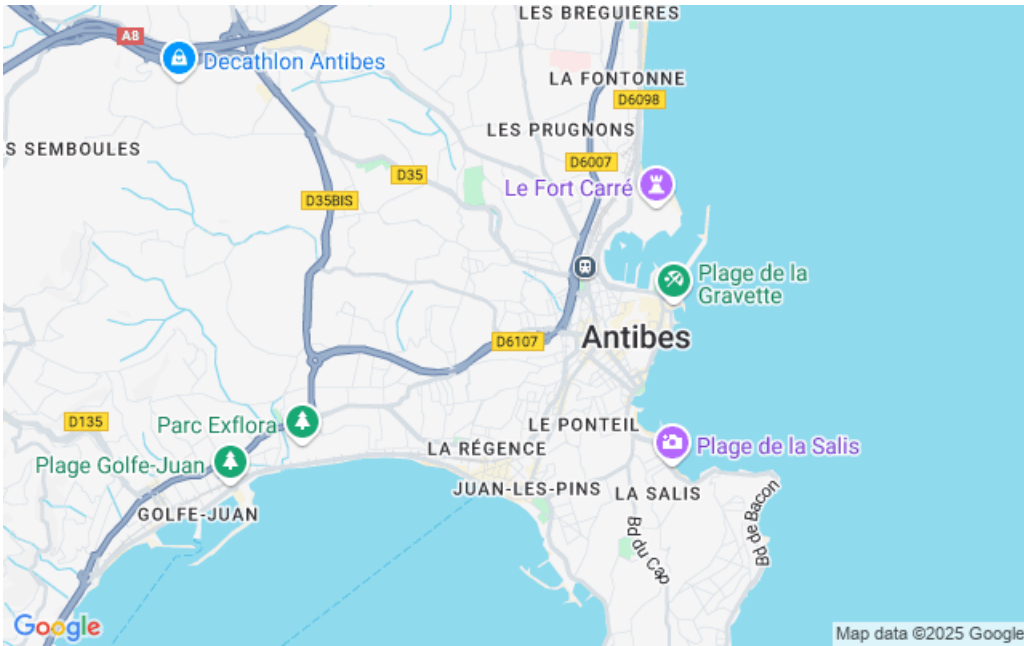 LES BREGUIERES
A8
Decathlon Antibes
LA FONTONNE
D6098
LES PRUGNONS
S SEMBOULES
D6007
D35
Le Fort Carré
D35BIS
Plage de la
Gravette
Antibes
D6107
D135
Parc Exflora
LE PONTEIL
Plage de la Salis
LA RÉGENCE
Plage Golfe-Juan
JUAN-LES-PINS
LA SALIS
GOLFE-JUAN
Bd de Bacon
Bd du Cap
Google
Map data ©2025 Google